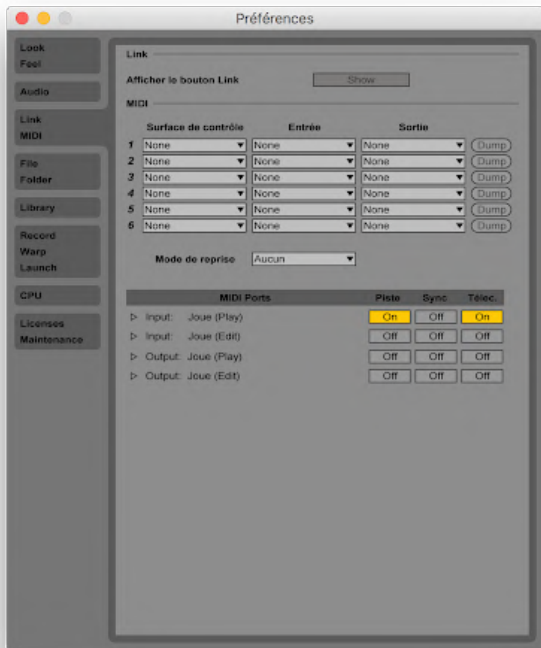 Préférences
Look
Feel
Audio
Link
MIDI
File
Folder
Library
Record
Warp
Launch
CPU
Licenses
Maintenance
Link
Afficher le bouton Link Show
MIDI
Surface de contrôle Entrée Sortie
1 None None None Dump
2 None None None Dump
3 None None None Dump
4 None None None Dump
5 None None None Dump
6 None None None Dump
Mode de reprise Aucun
MIDI Ports Piste Sync Télec.
Input: Joue (Play) On Off On
Input: Joue (Edit) Off Off Off
Output: Joue (Play) Off Off Off
Output: Joue (Edit) Off Off Off